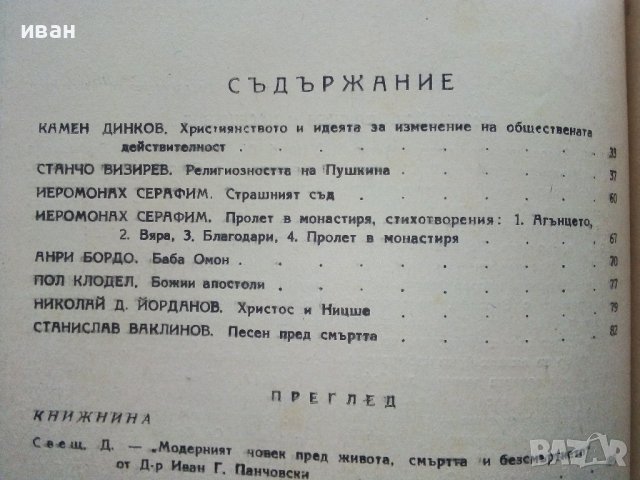 иван
СЪДЪРЖАНИЕ
КАМЕН ДИНКОВ. Християнството и идеята за изменение на обществената
действителност . . . . . . . 33
СТАНЧО ВИЗИРЕВ. Религиозността на Пушкина . . . . 37
ИЕРОМОНАХ СЕРАФИМ. Страшният съд . . . . . 60
ИЕРОМОНАХ СЕРАФИМ. Пролет в монастиря, стихотворения: 1. Агънцето,
2. Вяра, 3. Благодари, 4. Пролет в монастиря . . . . 67
АНРИ БОРДО. Баба Омон . . . . . . . 70
ПОЛ КЛОДЕЛ. Божии апостоли . . . . . . 77
НИКОЛАЙ Д. ЙОРДАНОВ. Христос и Ницше . . . . . 79
СТАНИСЛАВ ВАКЛИНОВ. Песен пред смъртта . . . . . 82
ПРЕГЛЕД
КНИЖНИНА
Свещ. Д. — „Модерният човек пред живота, смъртта и безсмъртието“
от Д-р Иван Г. Панчовски
BAZAR